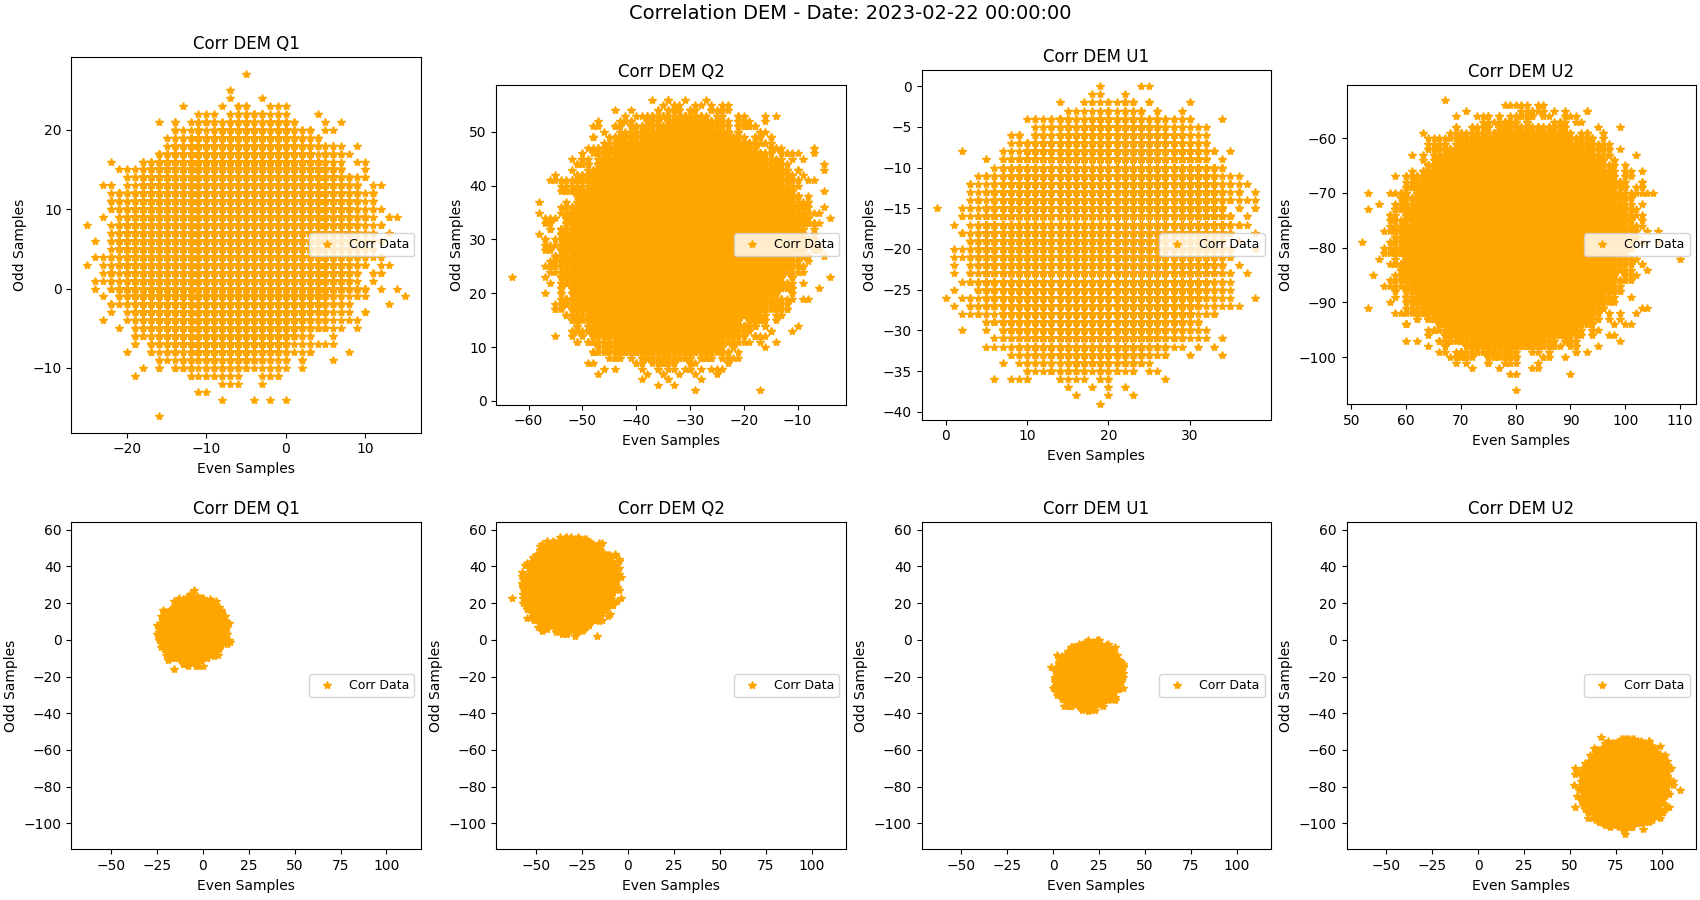 Correlation DEM - Date: 2023-02-22 00:00:00
Corr DEM Q1
Odd Samples
20
10
0
−10
−20 −10 0 10
Even Samples
Corr Data
Corr DEM Q2
Odd Samples
50
40
30
20
10
0
−60 −50 −40 −30 −20 −10
Even Samples
Corr Data
Corr DEM U1
Odd Samples
0
−5
−10
−15
−20
−25
−30
−35
−40
0 10 20 30
Even Samples
Corr Data
Corr DEM U2
Odd Samples
−60
−70
−80
−90
−100
50 60 70 80 90 100 110
Even Samples
Corr Data
Corr DEM Q1
Odd Samples
60
40
20
0
−20
−40
−60
−80
−100
−50 −25 0 25 50 75 100
Even Samples
Corr Data
Corr DEM Q2
Odd Samples
60
40
20
0
−20
−40
−60
−80
−100
−50 −25 0 25 50 75 100
Even Samples
Corr Data
Corr DEM U1
Odd Samples
60
40
20
0
−20
−40
−60
−80
−100
−50 −25 0 25 50 75 100
Even Samples
Corr Data
Corr DEM U2
Odd Samples
60
40
20
0
−20
−40
−60
−80
−100
−50 −25 0 25 50 75 100
Even Samples
Corr Data